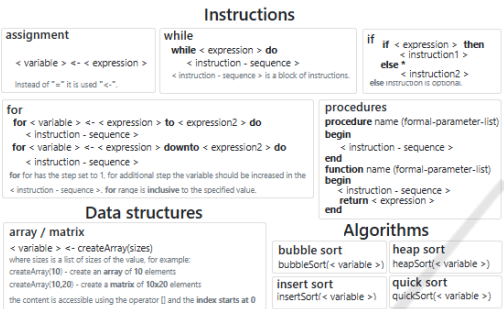 Instructions
assignment
< variable > <- < expression >
Instead of "=" it is used "<-".
while
while < expression > do
< instruction - sequence >
< instruction - sequence > is a block of instructions.
if
if < expression > then
< instruction1 >
else *
< instruction2 >
else instruction is optional.
for
for < variable > <- < expression > to < expression2 > do
< instruction - sequence >
for < variable > <- < expression > downto < expression2 > do
< instruction - sequence >
for for has the step set to 1, for additional step the variable should be increased in the
< instruction - sequence >. for range is inclusive to the specified value.
procedures
procedure name (formal-parameter-list)
begin
< instruction - sequence >
end
function name (formal-parameter-list)
begin
< instruction - sequence >
return < expression >
end
Data structures
array / matrix
< variable > <- createArray(sizes)
where sizes is a list of sizes of the value, for example:
createArray(10) - create an array of 10 elements
createArray(10,20) - create a matrix of 10x20 elements
the content is accessible using the operator [] and the index starts at 0
Algorithms
bubble sort
bubbleSort(< variable >)
heap sort
heapSort(< variable >)
insert sort
insertSort(< variable >)
quick sort
quickSort(< variable >)